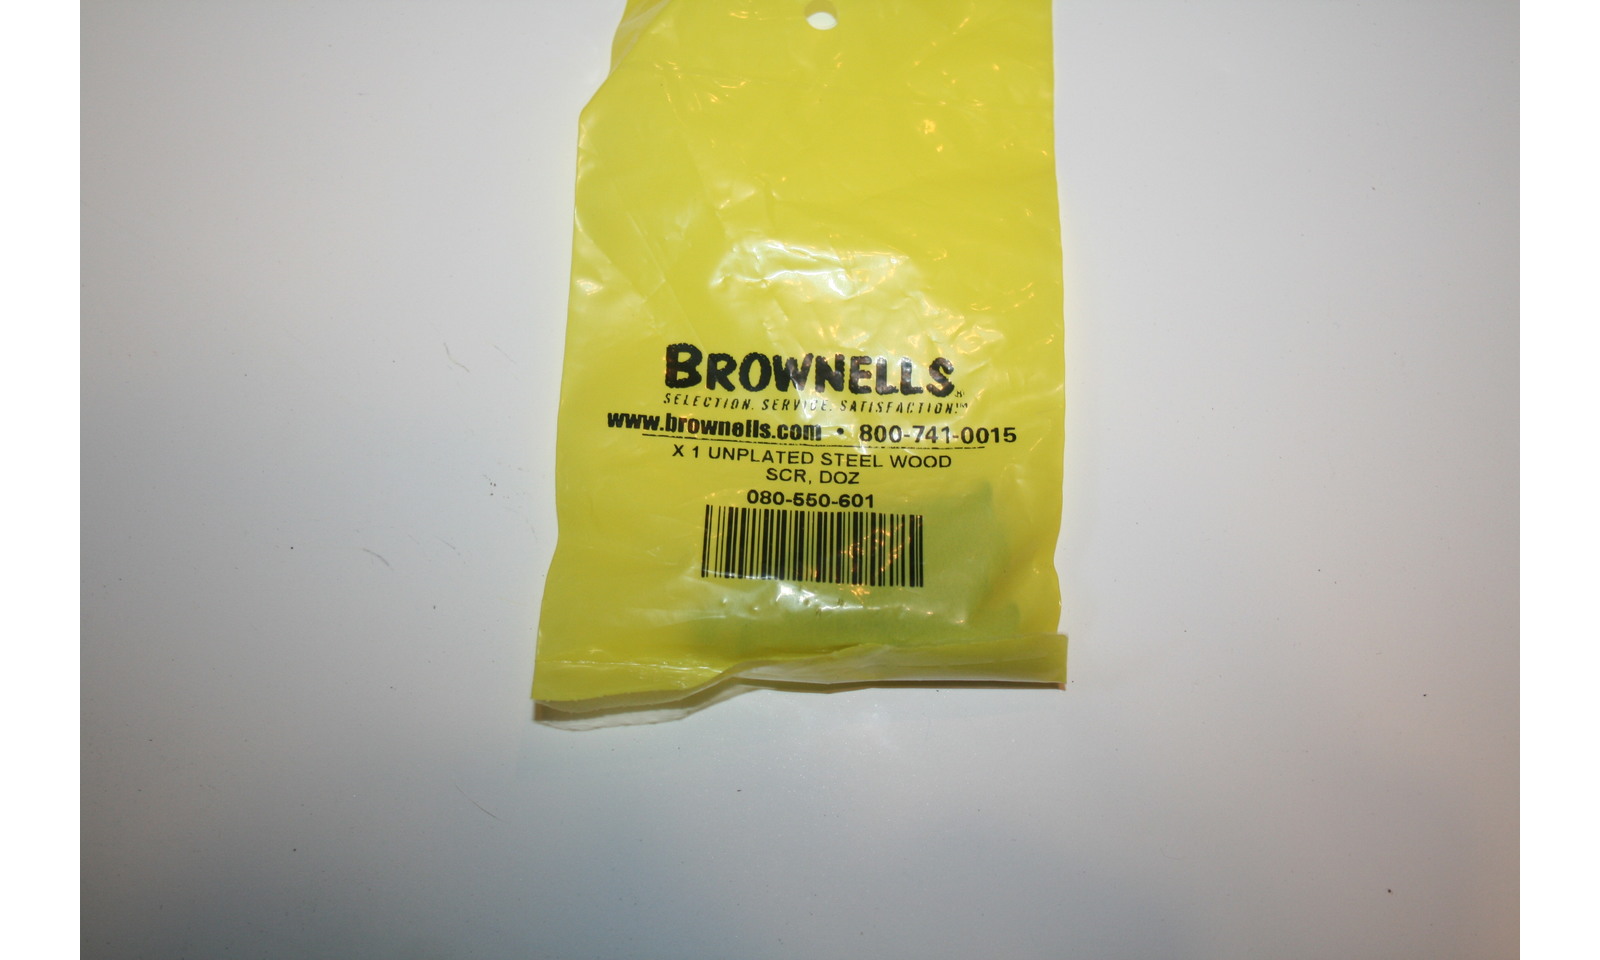 BROWNELLS®
SELECTION. SERVICE. SATISFACTION.™
www.brownells.com • 800-741-0015
X 1 UNPLATED STEEL WOOD
SCR, DOZ
080-550-601